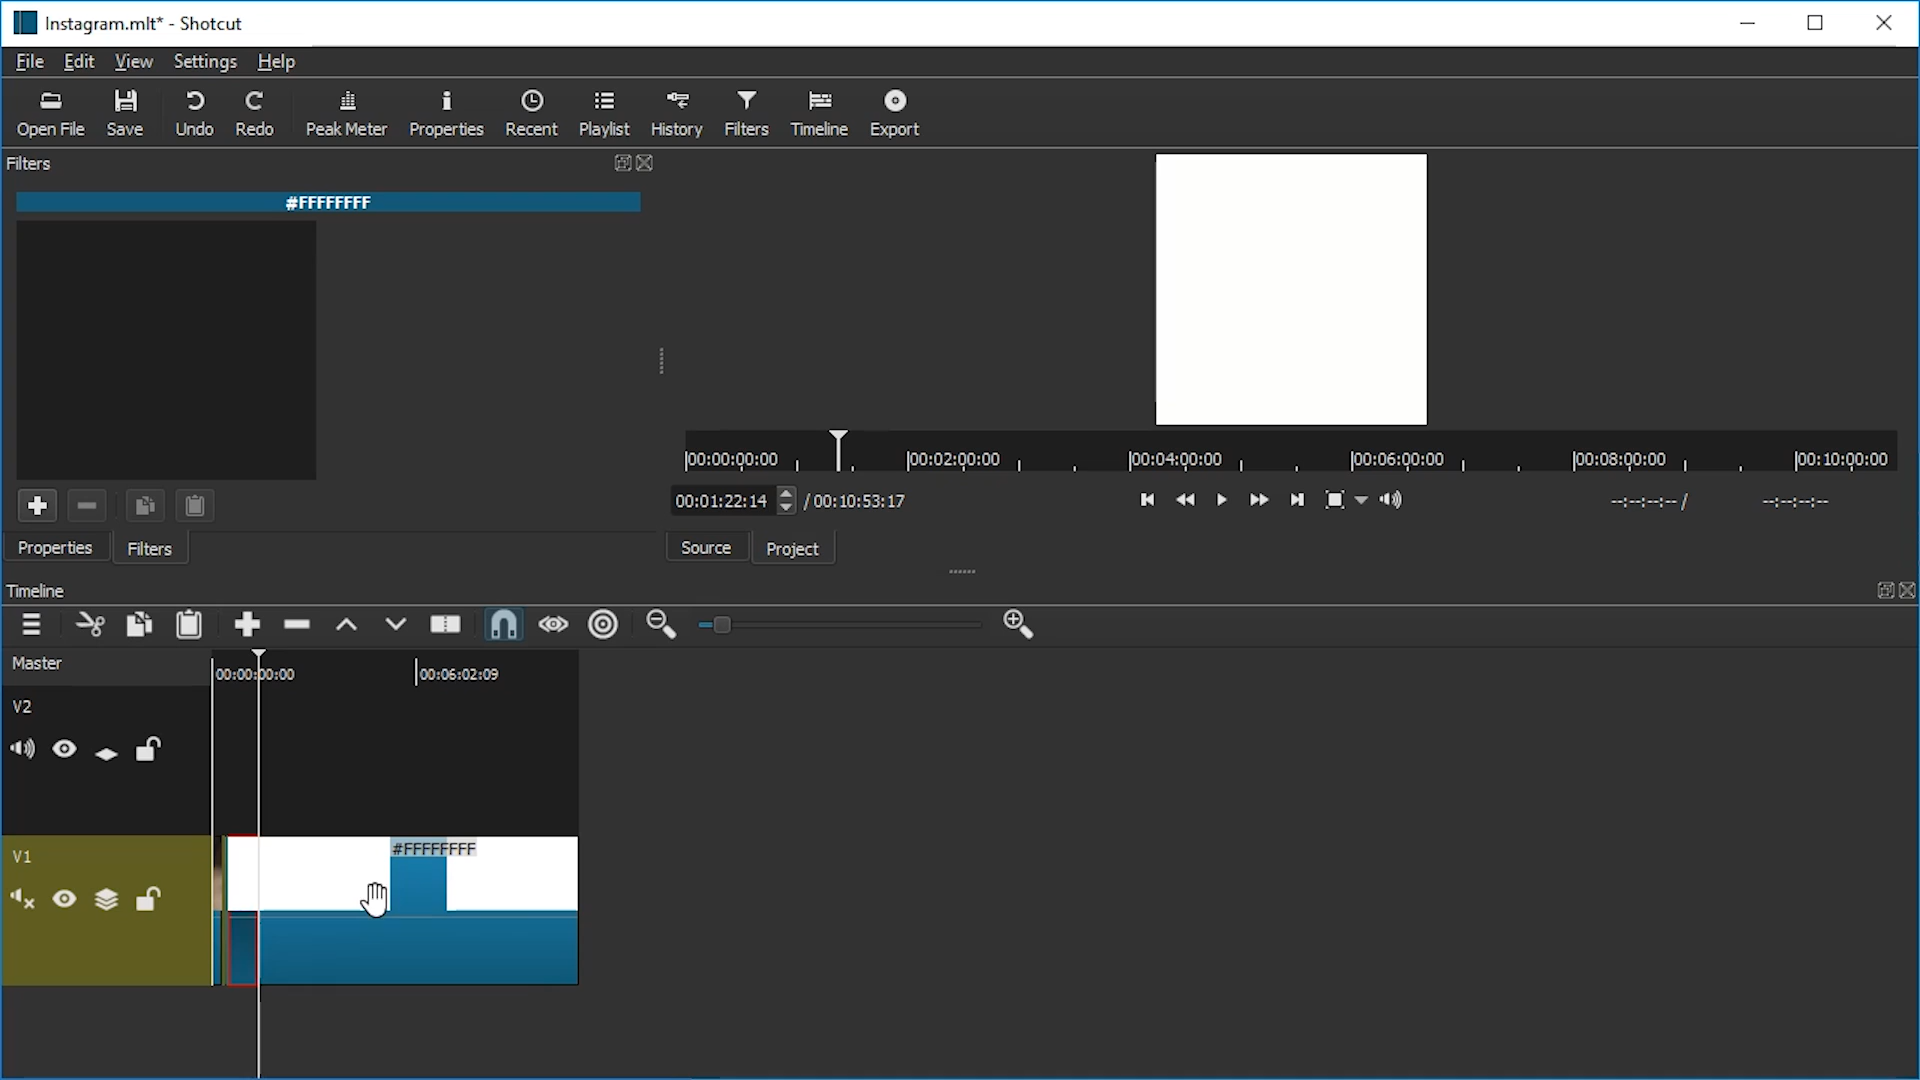 Instagram.mlt* - Shotcut
File Edit View Settings Help
Open File Save Undo Redo Peak Meter Properties Recent Playlist History Filters Timeline Export
Filters
#FFFFFFFF
00:00:00:00 00:02:00:00 00:04:00:00 00:06:00:00 00:08:00:00 00:10:00:00
00:01:22:14 / 00:10:53:17 --:--:--:-- / --:--:--:--
Properties Filters Source Project
Timeline
Master 00:00:00:00 00:06:02:09
V2
V1 #FFFFFFFF